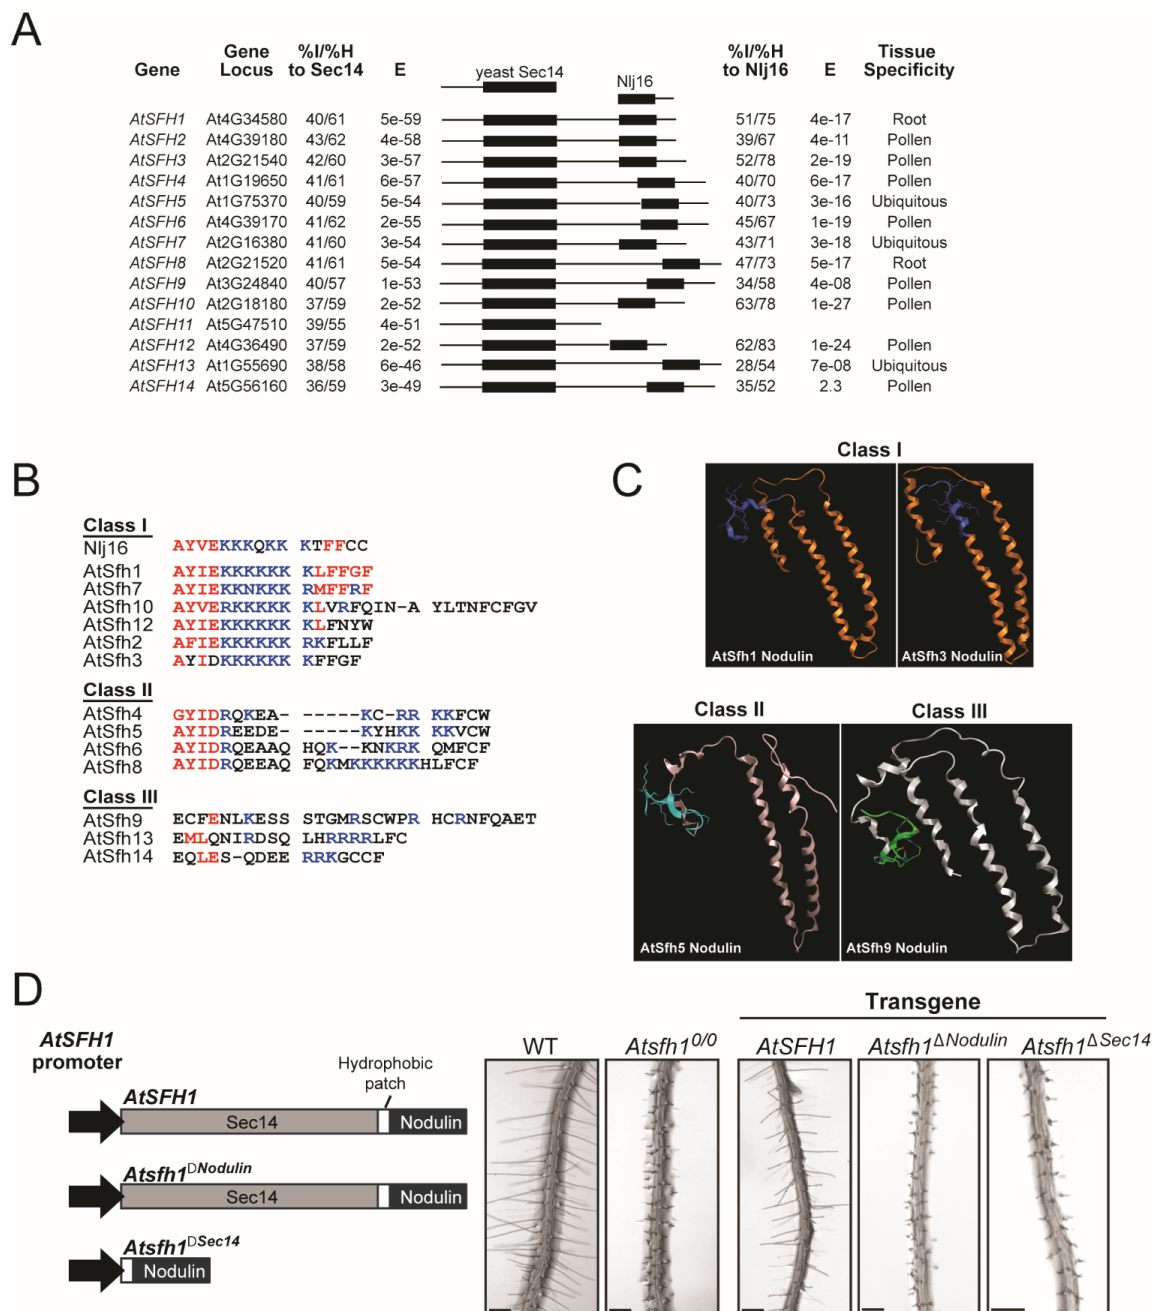 A
Gene Gene Locus %I/%H to Sec14 E yeast Sec14 Nlj16 %I/%H to Nlj16 E Tissue Specificity
AtSFH1 At4G34580 40/61 5e-59 51/75 4e-17 Root
AtSFH2 At4G39180 43/62 4e-58 39/67 4e-11 Pollen
AtSFH3 At2G21540 42/60 3e-57 52/78 2e-19 Pollen
AtSFH4 At1G19650 41/61 6e-57 40/70 6e-17 Pollen
AtSFH5 At1G75370 40/59 5e-54 40/73 3e-16 Ubiquitous
AtSFH6 At4G39170 41/62 2e-55 45/67 1e-19 Pollen
AtSFH7 At2G16380 41/60 3e-54 43/71 3e-18 Ubiquitous
AtSFH8 At2G21520 41/61 5e-54 47/73 5e-17 Root
AtSFH9 At3G24840 40/57 1e-53 34/58 4e-08 Pollen
AtSFH10 At2G18180 37/59 2e-52 63/78 1e-27 Pollen
AtSFH11 At5G47510 39/55 4e-51
AtSFH12 At4G36490 37/59 2e-52 62/83 1e-24 Pollen
AtSFH13 At1G55690 38/58 6e-46 28/54 7e-08 Ubiquitous
AtSFH14 At5G56160 36/59 3e-49 35/52 2.3 Pollen
B
Class I
Nlj16 AYVEKKKQKK KTFFCC
AtSfh1 AYIEKKKKKK KLFFGF
AtSfh7 AYIEKKNKKK RMFFRF
AtSfh10 AYVERKKKKK KLVRFQIN-A YLTNFCFGV
AtSfh12 AYIEKKKKKK KLFNYW
AtSfh2 AFIEKKKKKK RKFLLF
AtSfh3 AYIDKKKKKK KFFGF
Class II
AtSfh4 GYIDRQKEA- -----KC-RR KKFCW
AtSfh5 AYIDREEDE- -----KYHKK KKVCW
AtSfh6 AYIDRQEAAQ HQK--KNKRK QMFCF
AtSfh8 AYIDRQEEAQ FQKMKKKKKKHLFCF
Class III
AtSfh9 ECFENLKESS STGMRSCWPR HCRNFQAET
AtSfh13 EMLQNIRDSQ LHRRRRLFC
AtSfh14 EQLES-QDEE RRKGCCF
C
Class I
AtSfh1 Nodulin AtSfh3 Nodulin
Class II Class III
AtSfh5 Nodulin AtSfh9 Nodulin
D
AtSFH1 promoter
Hydrophobic patch
AtSFH1
Sec14 Nodulin
Atsfh1DNodulin
Sec14 Nodulin
Atsfh1DSec14
Nodulin
Transgene
WT Atsfh10/0 AtSFH1 Atsfh1ΔNodulin Atsfh1ΔSec14